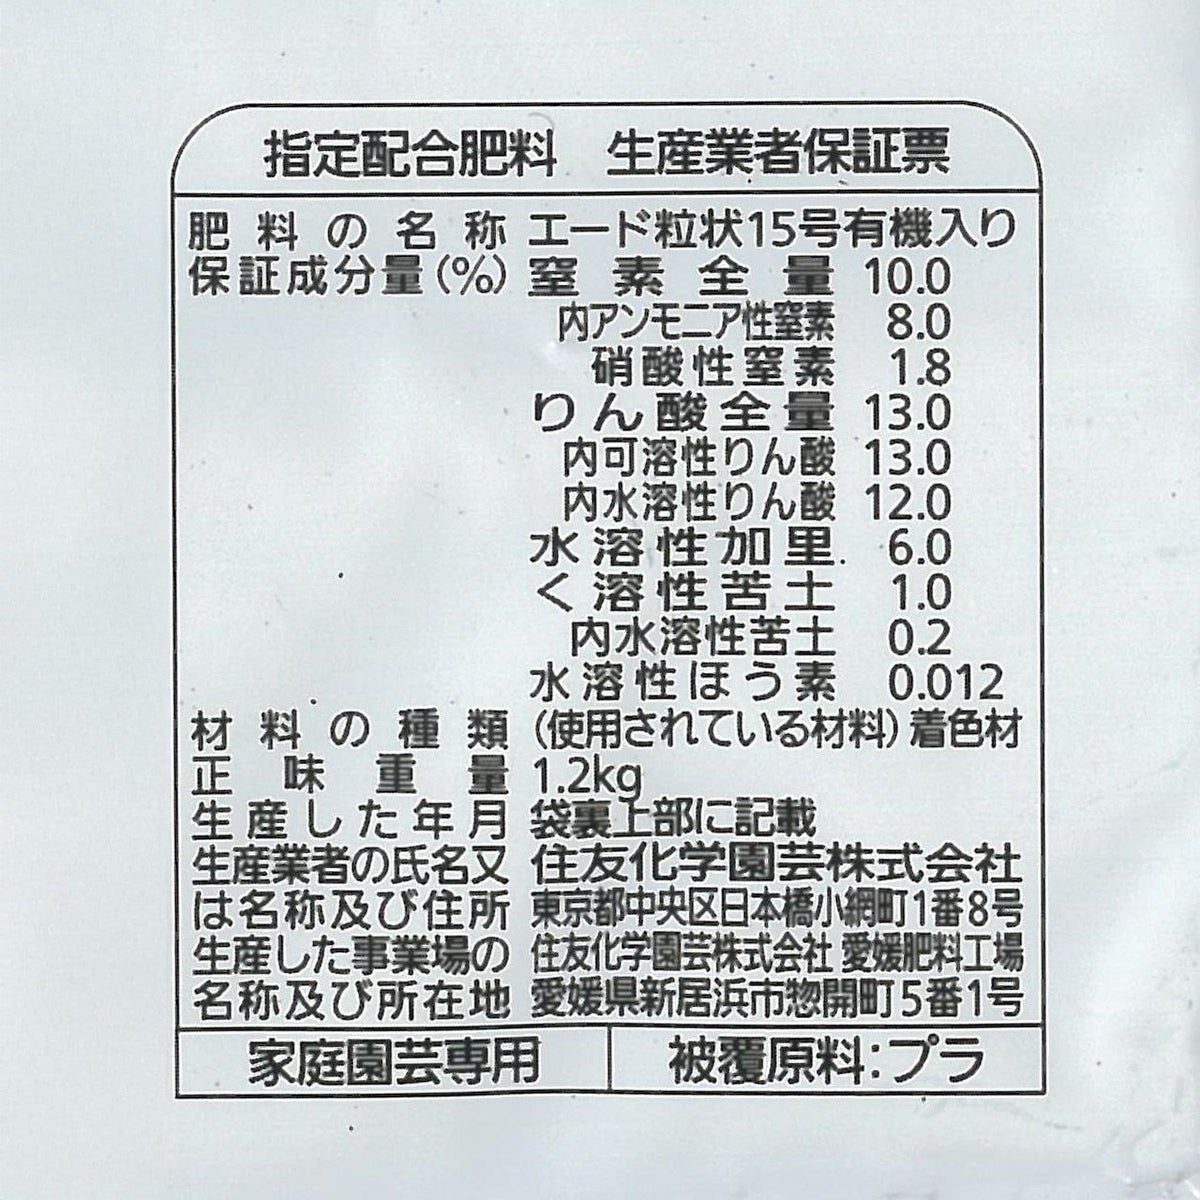 指定配合肥料 生産業者保証票
肥料の名称 エード粒状15号有機入り
保証成分量(%) 窒素全量 10.0
内アンモニア性窒素 8.0
硝酸性窒素 1.8
りん酸全量 13.0
内可溶性りん酸 13.0
内水溶性りん酸 12.0
水溶性加里 6.0
く溶性苦土 1.0
内水溶性苦土 0.2
水溶性ほう素 0.012
材料の種類 (使用されている材料) 着色材
正味重量 1.2kg
生産した年月 袋裏上部に記載
生産業者の氏名又 住友化学園芸株式会社
は名称及び住所 東京都中央区日本橋小網町1番8号
生産した事業場の 住友化学園芸株式会社 愛媛肥料工場
名称及び所在地 愛媛県新居浜市惣開町5番1号
家庭園芸専用 被覆原料:プラ